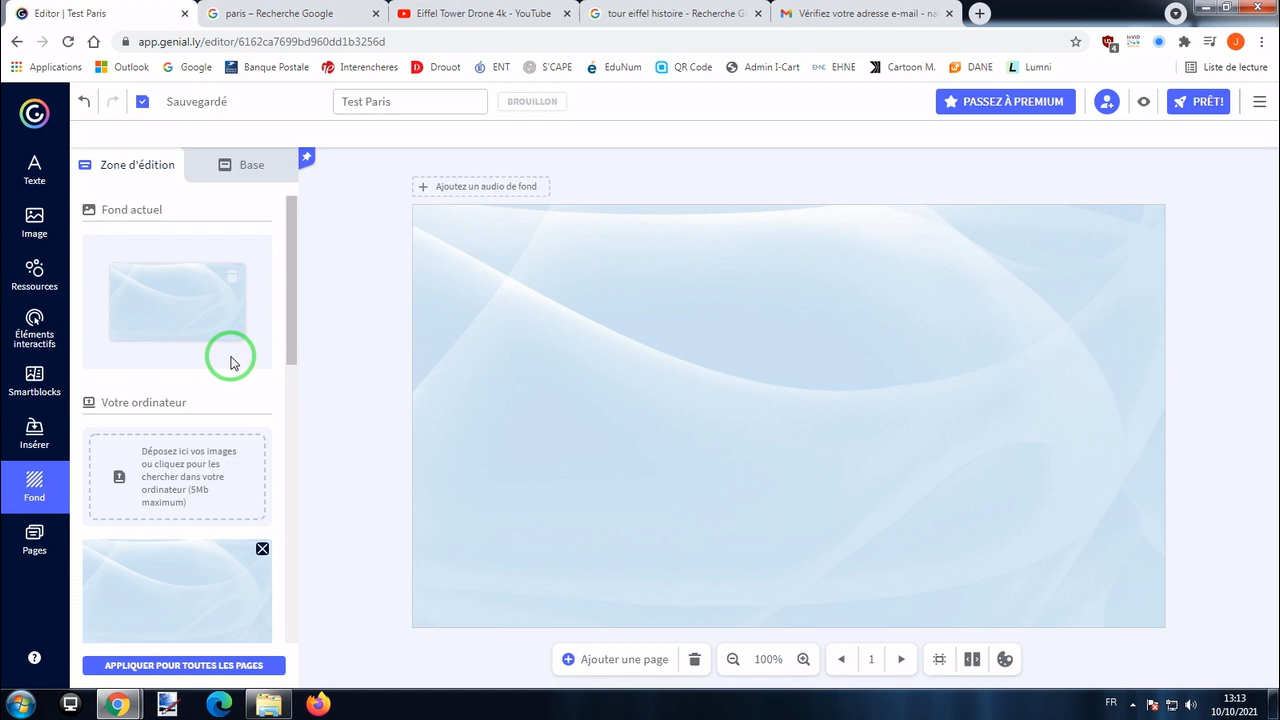 Editor | Test Paris
paris – Recherche Google
Eiffel Tower Drone 4k - YouTube
tour eiffel histoire - Recherche G
Vérifiez votre adresse e-mail -
app.genial.ly/editor/6162ca7699bd960dd1b3256d
4
J
Applications
Outlook
Google
Banque Postale
Interencheres
Drouot
ENT
S'CAPE
EduNum
QR Code
Admin I-Cart
EHNE
Cartoon M.
DANE
Lumni
Liste de lecture
Sauvegardé
Test Paris
BROUILLON
PASSEZ À PREMIUM
PRÊT!
Texte
Image
Ressources
Éléments
interactifs
Smartblocks
Insérer
Fond
Pages
Zone d'édition
Base
Fond actuel
Votre ordinateur
Déposez ici vos images
ou cliquez pour les
chercher dans votre
ordinateur (5Mb
maximum)
APPLIQUER POUR TOUTES LES PAGES
Ajoutez un audio de fond
Ajouter une page
100%
1
FR
13:13
10/10/2021